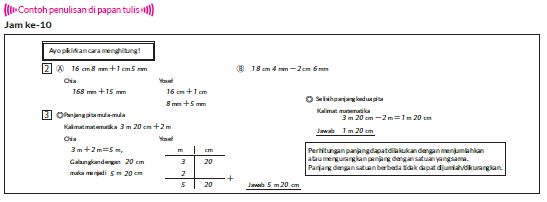 Contoh penulisan di papan tulis
Jam ke-10
Ayo pikirkan cara menghitung!
2 Ⓐ 16 cm 8 mm + 1 cm 5 mm
Chia Yosef
168 mm + 15 mm 16 cm + 1 cm
8 mm + 5 mm
Ⓑ 18 cm 4 mm − 2 cm 6 mm
3 ◎ Panjang pita mula-mula
Kalimat matematika 3 m 20 cm + 2 m
Chia Yosef
3 m + 2 m = 5 m,
Gabungkan dengan 20 cm
maka menjadi 5 m 20 cm
m cm
3 20
2
+
5 20
Jawab 5 m 20 cm
◎ Selisih panjang kedua pita
Kalimat matematika
3 m 20 cm − 2 m = 1 m 20 cm
Jawab 1 m 20 cm
Perhitungan panjang dapat dilakukan dengan menjumlahkan
atau mengurangkan panjang dengan satuan yang sama.
Panjang dengan satuan berbeda tidak dapat dijumlah/dikurangkan.